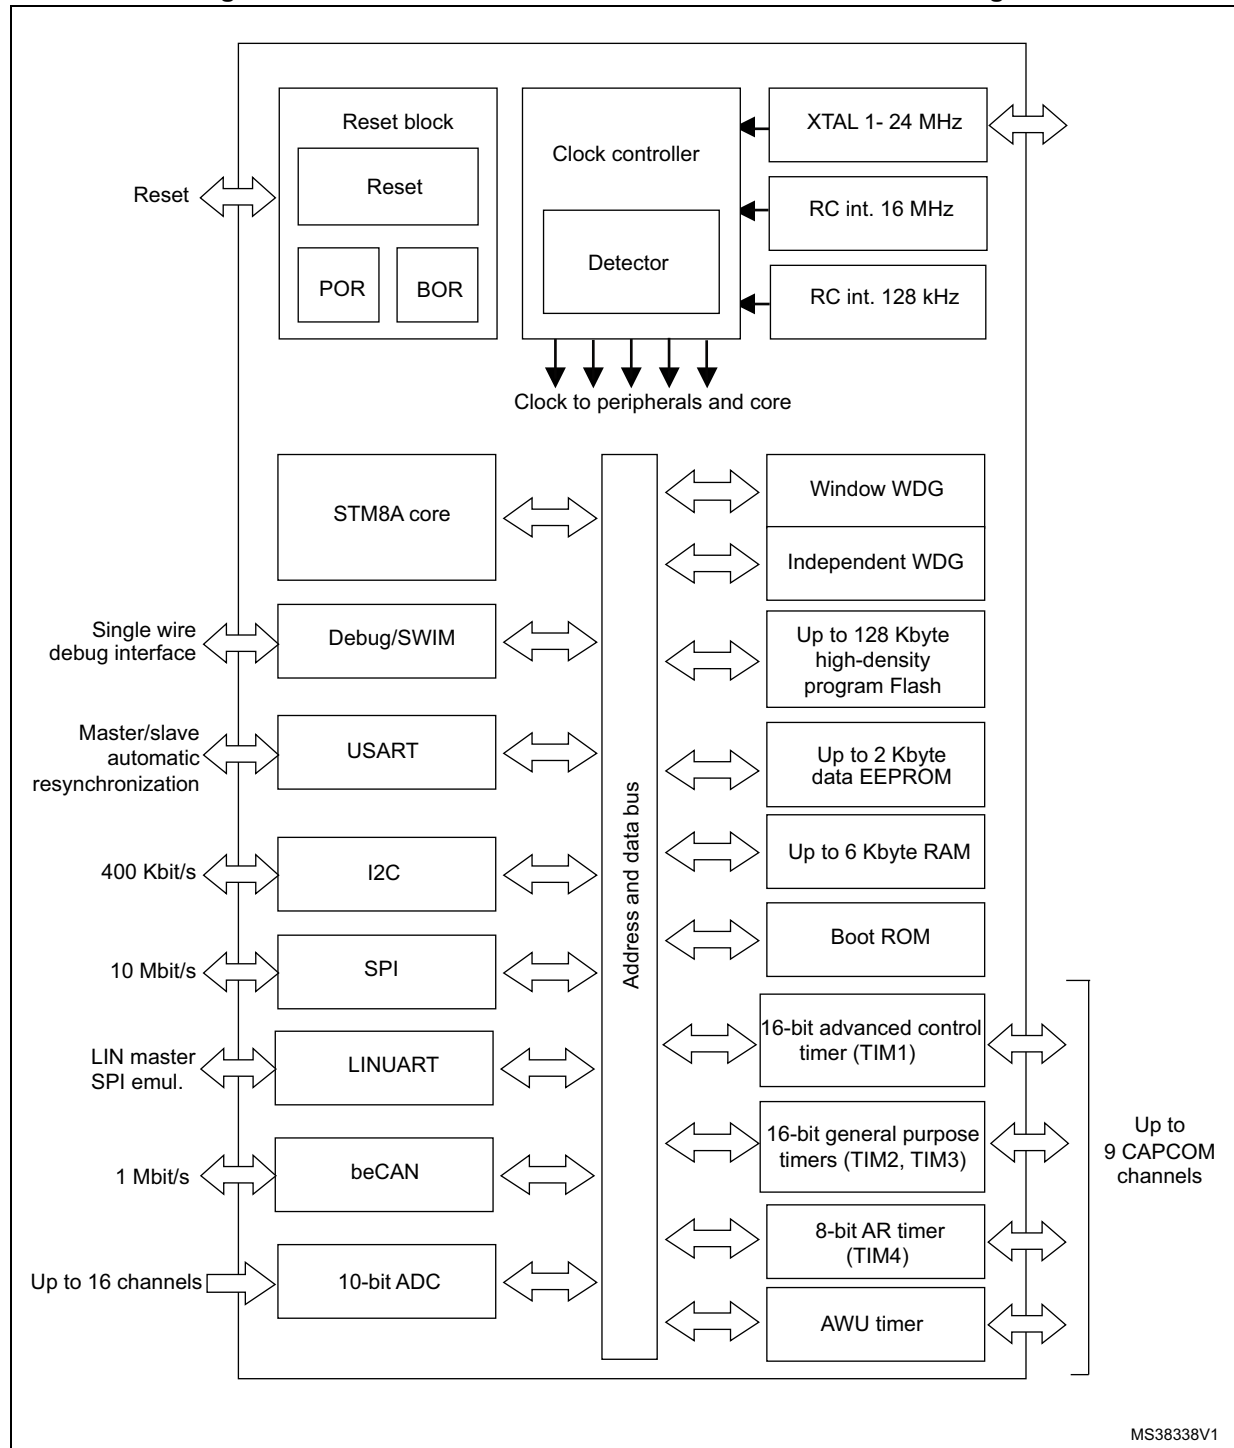 Reset block
Reset
POR
BOR
Reset
Clock controller
Detector
XTAL 1- 24 MHz
RC int. 16 MHz
RC int. 128 kHz
Clock to peripherals and core
STM8A core
Single wire
debug interface
Debug/SWIM
Master/slave
automatic
resynchronization
USART
400 Kbit/s
I2C
10 Mbit/s
SPI
LIN master
SPI emul.
LINUART
1 Mbit/s
beCAN
Up to 16 channels
10-bit ADC
Address and data bus
Window WDG
Independent WDG
Up to 128 Kbyte
high-density
program Flash
Up to 2 Kbyte
data EEPROM
Up to 6 Kbyte RAM
Boot ROM
16-bit advanced control
timer (TIM1)
16-bit general purpose
timers (TIM2, TIM3)
8-bit AR timer
(TIM4)
AWU timer
Up to
9 CAPCOM
channels
MS38338V1